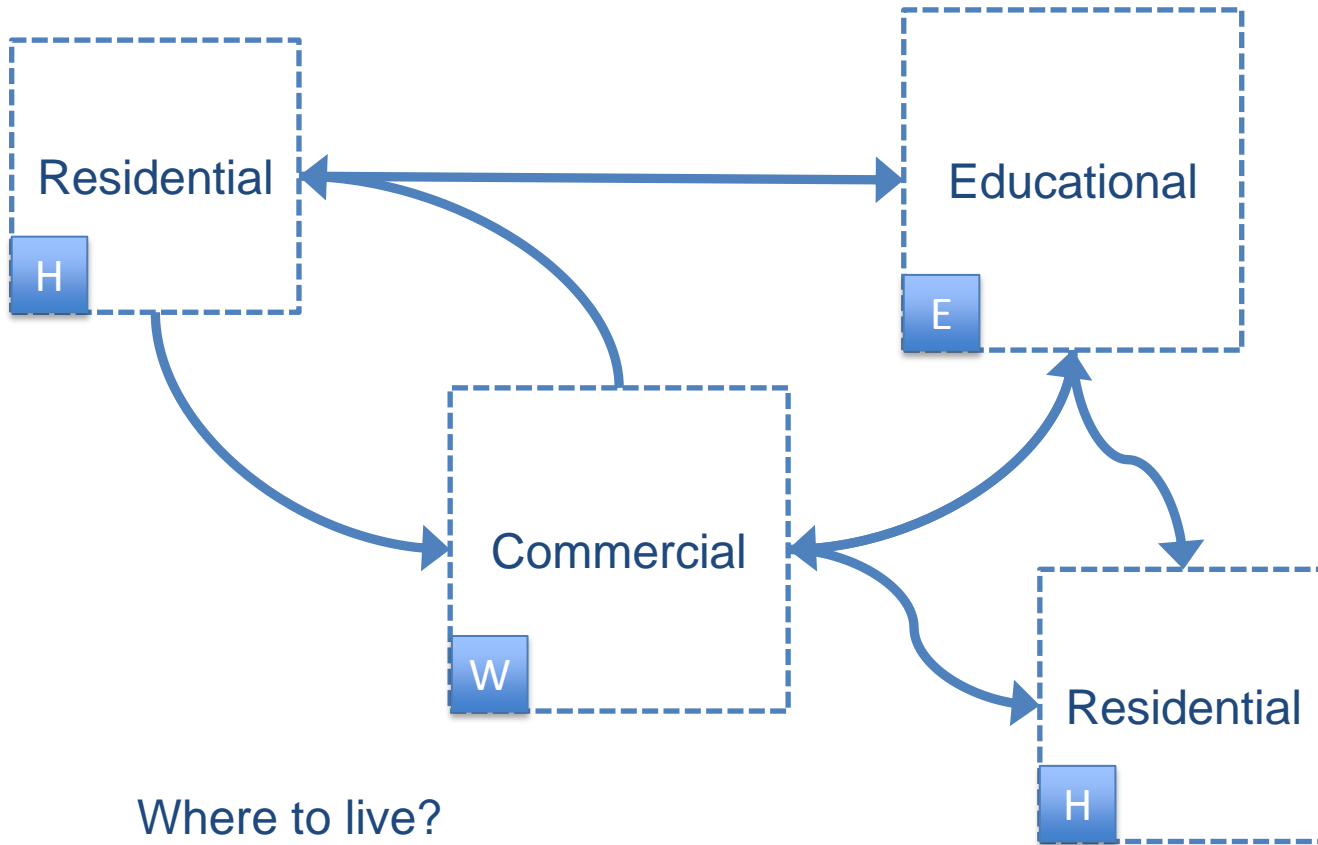 Residential
Educational
H
E
Commercial
W
Residential
H
Where to live?